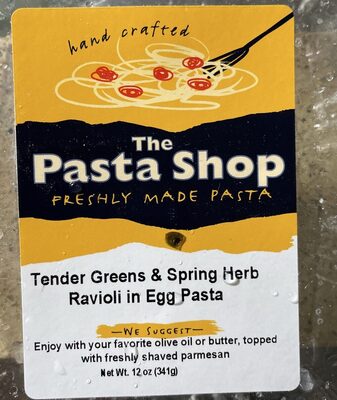 hand crafted
The
Pasta Shop
FRESHLY MADE PASTA
Tender Greens & Spring Herb
Ravioli in Egg Pasta
—WE SUGGEST—
Enjoy with your favorite olive oil or butter, topped
with freshly shaved parmesan
Net Wt. 12 oz (341g)